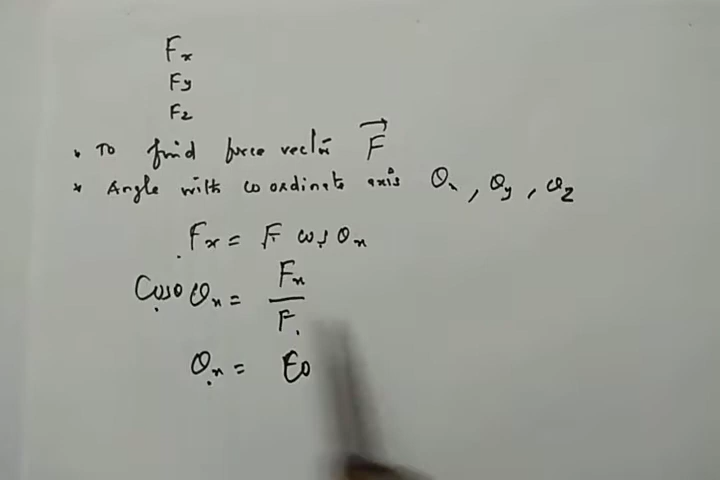 Fx
Fy
Fz
• To find force vector F⃗
* Angle with coordinate axis θx, θy, θz
Fx = F cos θx
Cos θx = Fx / F
θx = Co